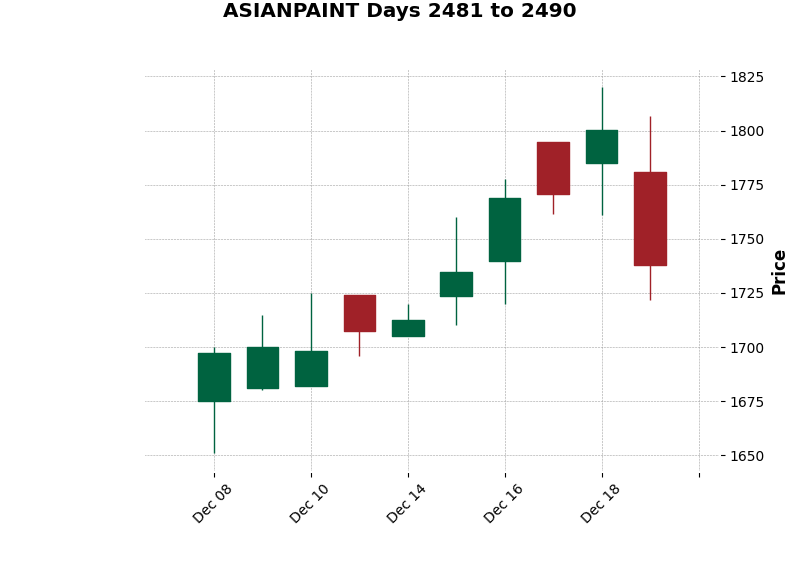 ASIANPAINT Days 2481 to 2490
1825
1800
1775
1750
1725
1700
1675
1650
Price
Dec 08
Dec 10
Dec 14
Dec 16
Dec 18